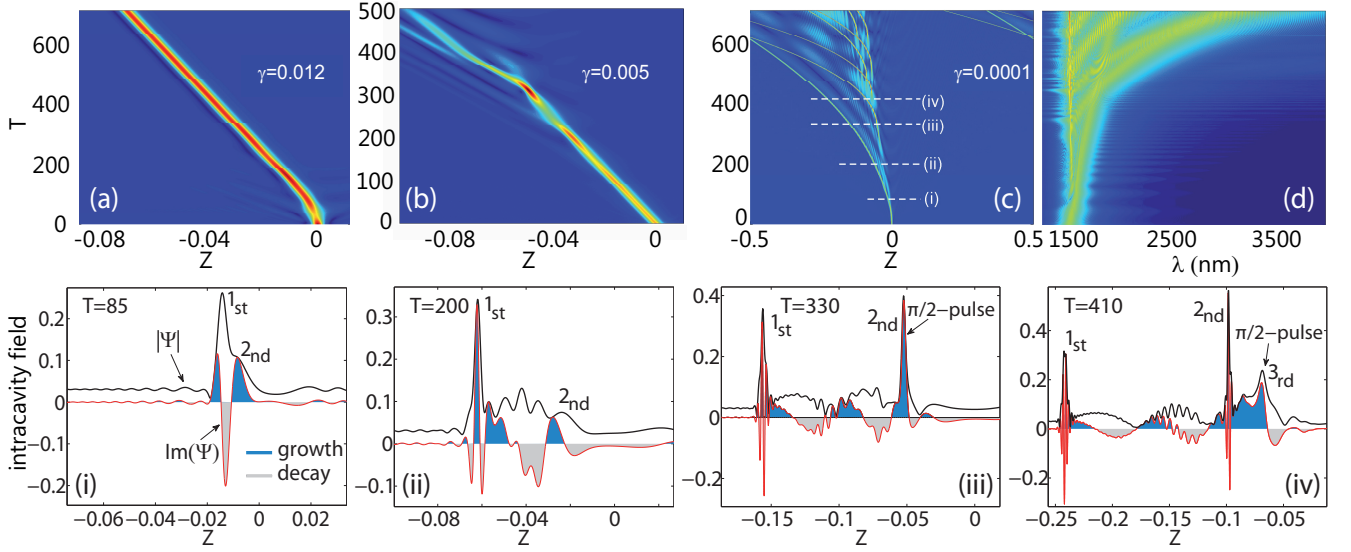 T
600
400
200
0
γ=0.012
(a)
-0.08
-0.04
0
Z
500
400
300
200
100
0
γ=0.005
(b)
-0.08
-0.04
0
Z
600
400
200
0
γ=0.0001
(iv)
(iii)
(ii)
(i)
(c)
-0.5
0
0.5
Z
(d)
1500
2500
3500
λ (nm)
intracavity field
0.2
0.1
0
−0.1
−0.2
T=85
1st
2nd
|Ψ|
Im(Ψ)
growth
decay
(i)
−0.06
−0.04
−0.02
0
0.02
Z
0.3
0.2
0.1
0
−0.1
T=200
1st
2nd
(ii)
−0.08
−0.06
−0.04
−0.02
0
Z
0.4
0.2
0
0.2
T=330
1st
2nd
π/2−pulse
(iii)
−0.15
−0.1
−0.05
0
Z
0.4
0.2
0
−0.2
T=410
1st
2nd
π/2−pulse
3rd
(iv)
−0.25
−0.2
−0.15
−0.1
−0.05
Z